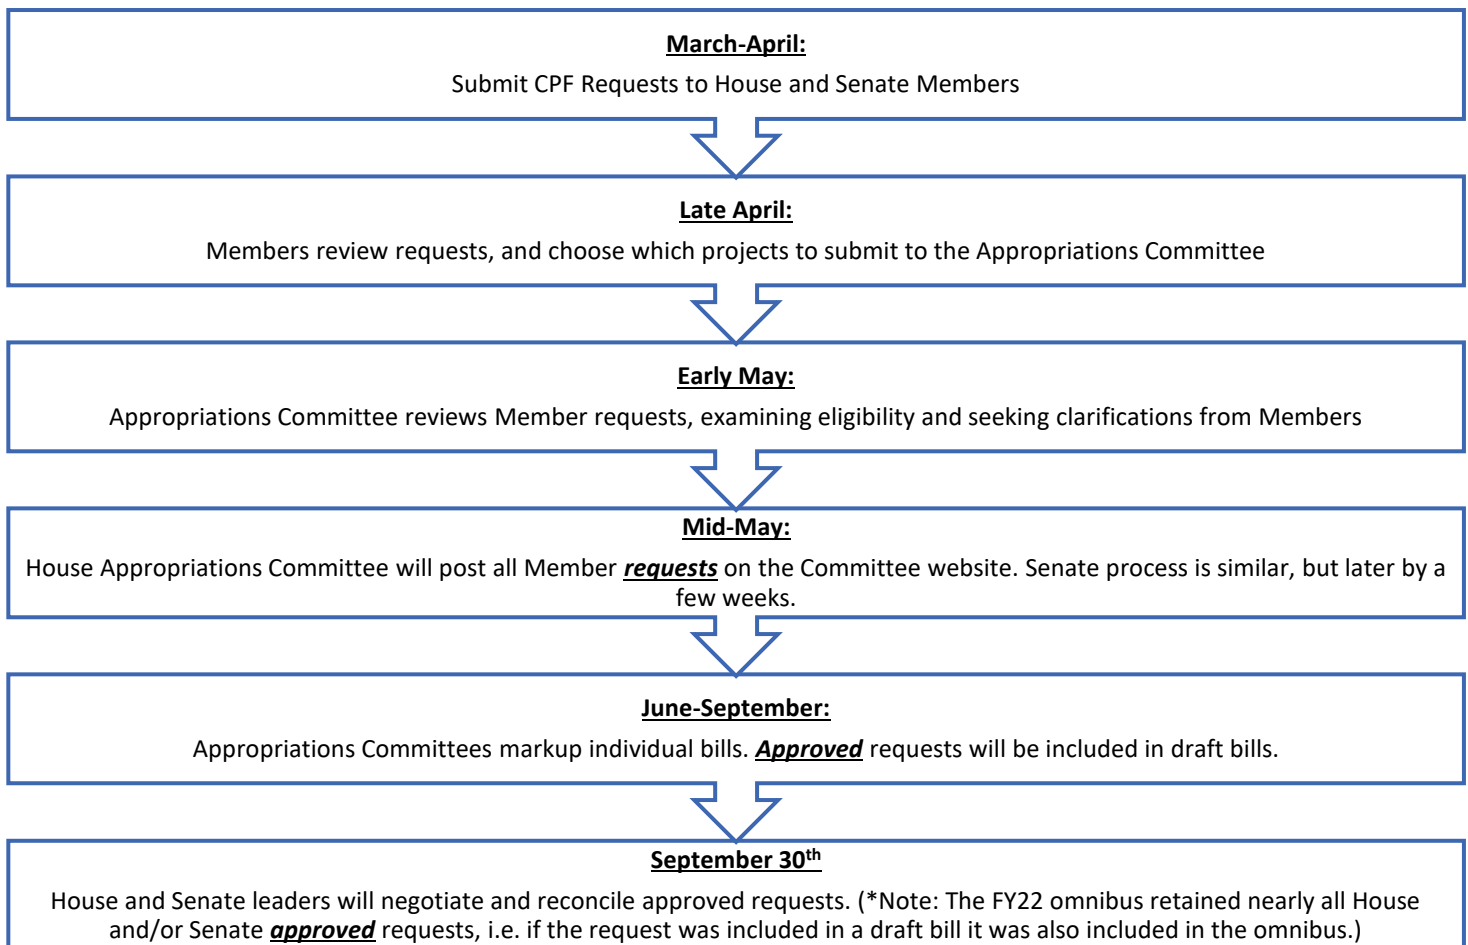 March-April:
Submit CPF Requests to House and Senate Members
Late April:
Members review requests, and choose which projects to submit to the Appropriations Committee
Early May:
Appropriations Committee reviews Member requests, examining eligibility and seeking clarifications from Members
Mid-May:
House Appropriations Committee will post all Member requests on the Committee website. Senate process is similar, but later by a
few weeks.
June-September:
Appropriations Committees markup individual bills. Approved requests will be included in draft bills.
September 30th
House and Senate leaders will negotiate and reconcile approved requests. (*Note: The FY22 omnibus retained nearly all House
and/or Senate approved requests, i.e. if the request was included in a draft bill it was also included in the omnibus.)